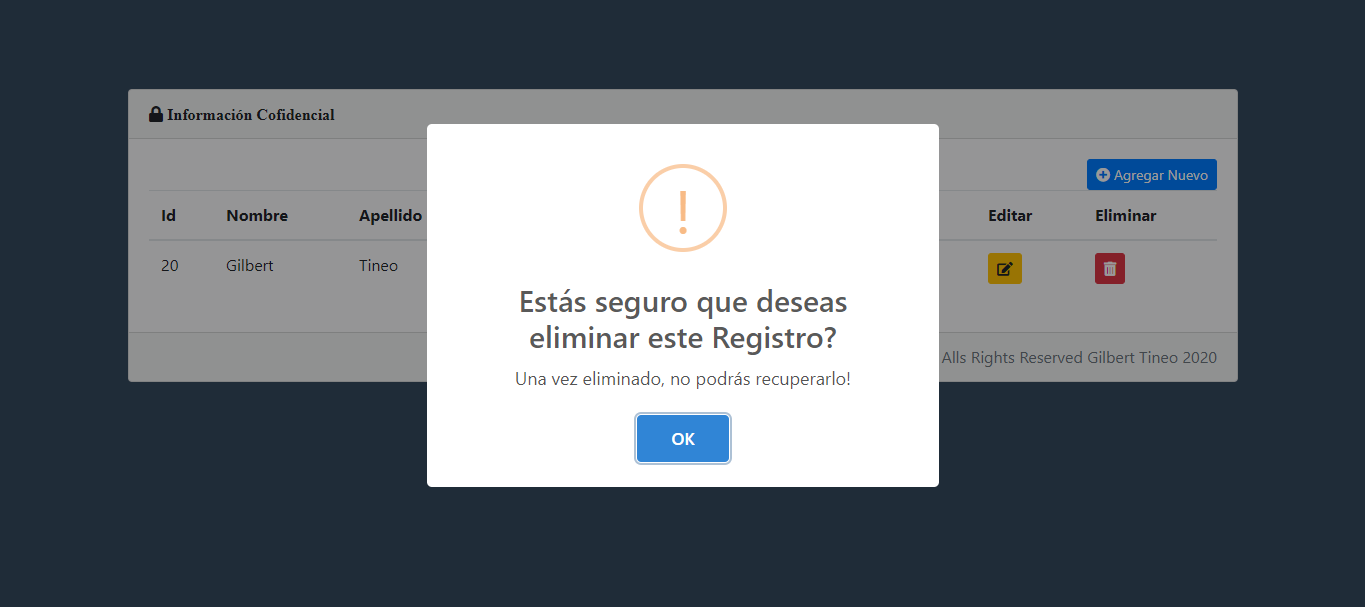 Información Cofidencial
Agregar Nuevo
Id Nombre Apellido Editar Eliminar
20 Gilbert Tineo
Estás seguro que deseas
eliminar este Registro?
Una vez eliminado, no podrás recuperarlo!
OK
Alls Rights Reserved Gilbert Tineo 2020